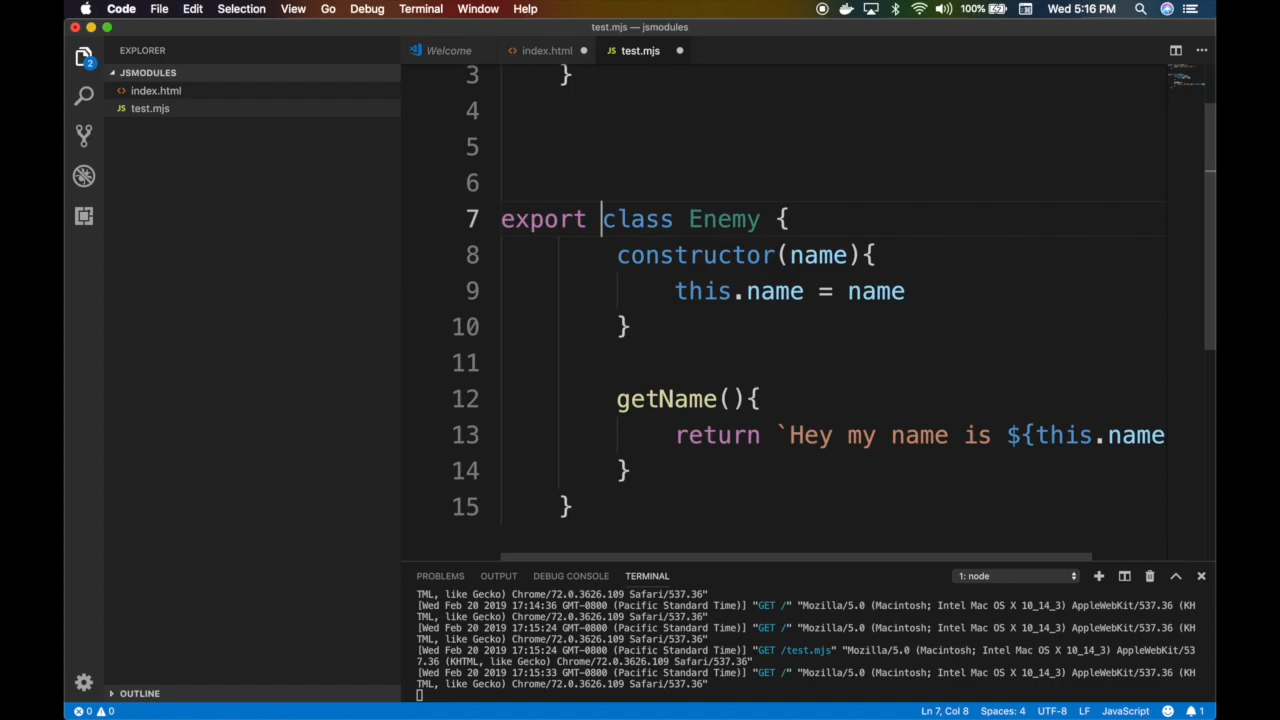 Code File Edit Selection View Go Debug Terminal Window Help 100% Wed 5:16 PM
test.mjs — jsmodules
EXPLORER
Welcome index.html test.mjs
JSMODULES
index.html
JS test.mjs
2
3 }
4
5
6
7 export class Enemy {
8 constructor(name){
9 this.name = name
10 }
11
12 getName(){
13 return `Hey my name is ${this.name
14 }
15 }
PROBLEMS OUTPUT DEBUG CONSOLE TERMINAL 1: node
TML, like Gecko) Chrome/72.0.3626.109 Safari/537.36"
[Wed Feb 20 2019 17:14:36 GMT-0800 (Pacific Standard Time)] "GET /" "Mozilla/5.0 (Macintosh; Intel Mac OS X 10_14_3) AppleWebKit/537.36 (KH
TML, like Gecko) Chrome/72.0.3626.109 Safari/537.36"
[Wed Feb 20 2019 17:15:24 GMT-0800 (Pacific Standard Time)] "GET /" "Mozilla/5.0 (Macintosh; Intel Mac OS X 10_14_3) AppleWebKit/537.36 (KH
TML, like Gecko) Chrome/72.0.3626.109 Safari/537.36"
[Wed Feb 20 2019 17:15:24 GMT-0800 (Pacific Standard Time)] "GET /test.mjs" "Mozilla/5.0 (Macintosh; Intel Mac OS X 10_14_3) AppleWebKit/53
7.36 (KHTML, like Gecko) Chrome/72.0.3626.109 Safari/537.36"
[Wed Feb 20 2019 17:15:33 GMT-0800 (Pacific Standard Time)] "GET /" "Mozilla/5.0 (Macintosh; Intel Mac OS X 10_14_3) AppleWebKit/537.36 (KH
TML, like Gecko) Chrome/72.0.3626.109 Safari/537.36"
OUTLINE
0 0 Ln 7, Col 8 Spaces: 4 UTF-8 LF JavaScript 1